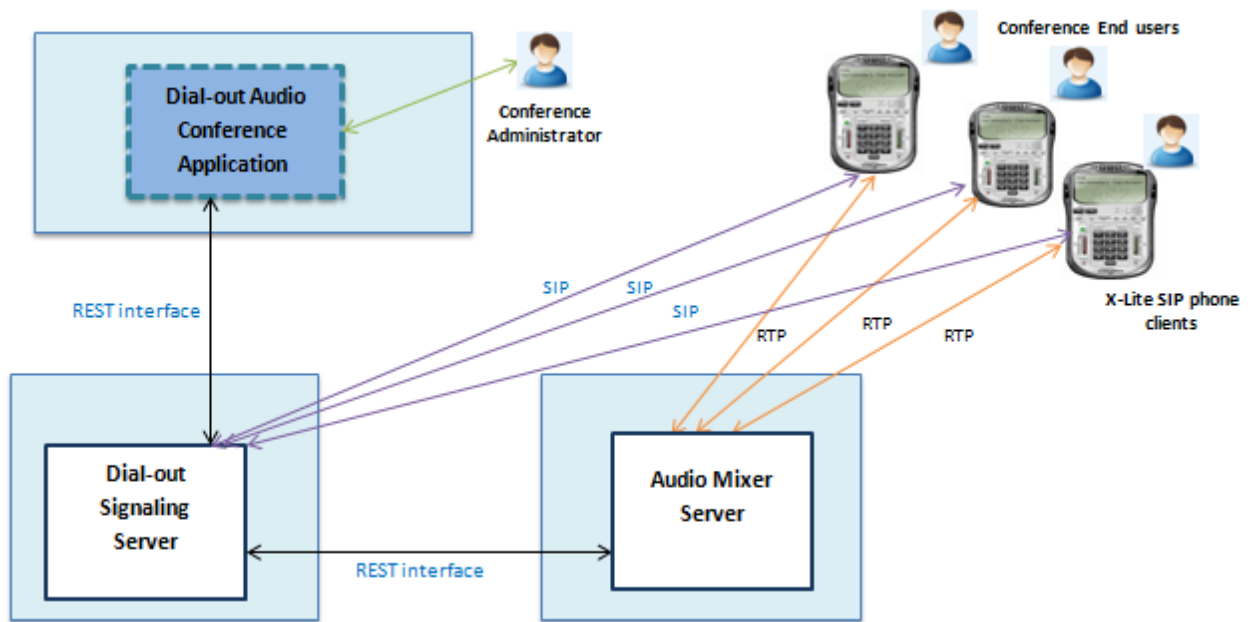 Conference End users
Dial-out Audio
Conference
Application
Conference
Administrator
X-Lite SIP phone
clients
REST interface
SIP
SIP
SIP
RTP
RTP
RTP
Dial-out
Signaling
Server
Audio Mixer
Server
REST interface